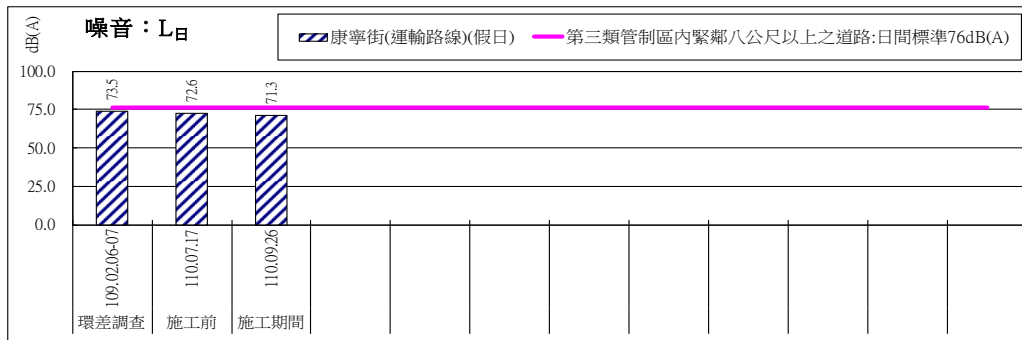 dB(A)
噪音：L日
康寧街(運輸路線)(假日)
第三類管制區內緊鄰八公尺以上之道路:日間標準76dB(A)
100.0
75.0
50.0
25.0
0.0
73.5
72.6
71.3
109.02.06-07
110.07.17
110.09.26
環差調查
施工前
施工期間